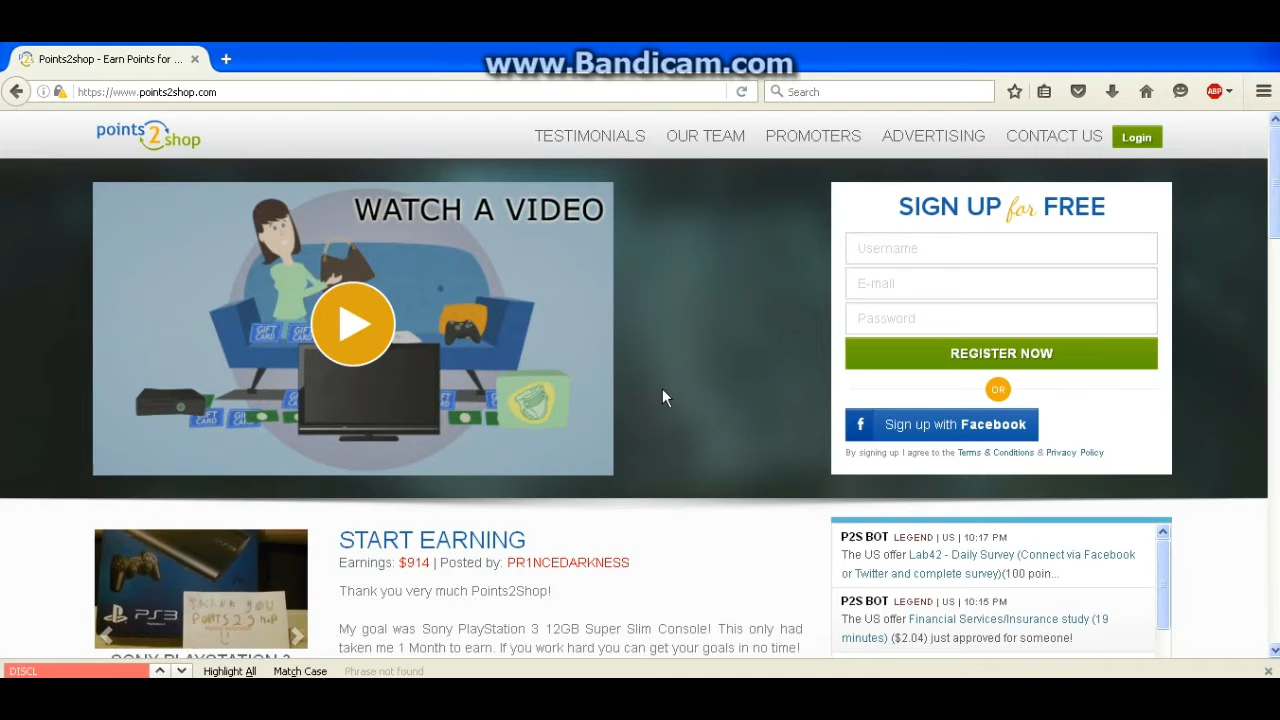 www.Bandicam.com
Points2shop - Earn Points for ...
https://www.points2shop.com
Search
ABP
points2shop
TESTIMONIALS
OUR TEAM
PROMOTERS
ADVERTISING
CONTACT US
Login
WATCH A VIDEO
GIFT CARD
SIGN UP for FREE
Username
E-mail
Password
REGISTER NOW
OR
f Sign up with Facebook
By signing up I agree to the Terms & Conditions & Privacy Policy
PS3
THANK YOU
POINTS2SHOP
START EARNING
Earnings: $914 | Posted by: PR1NCEDARKNESS
Thank you very much Points2Shop!
My goal was Sony PlayStation 3 12GB Super Slim Console! This only had
taken me 1 Month to earn. If you work hard you can get your goals in no time!
P2S BOT LEGEND | US | 10:17 PM
The US offer Lab42 - Daily Survey (Connect via Facebook
or Twitter and complete survey)(100 poin...
P2S BOT LEGEND | US | 10:15 PM
The US offer Financial Services/Insurance study (19
minutes) ($2.04) just approved for someone!
DISCL
Highlight All
Match Case
Phrase not found